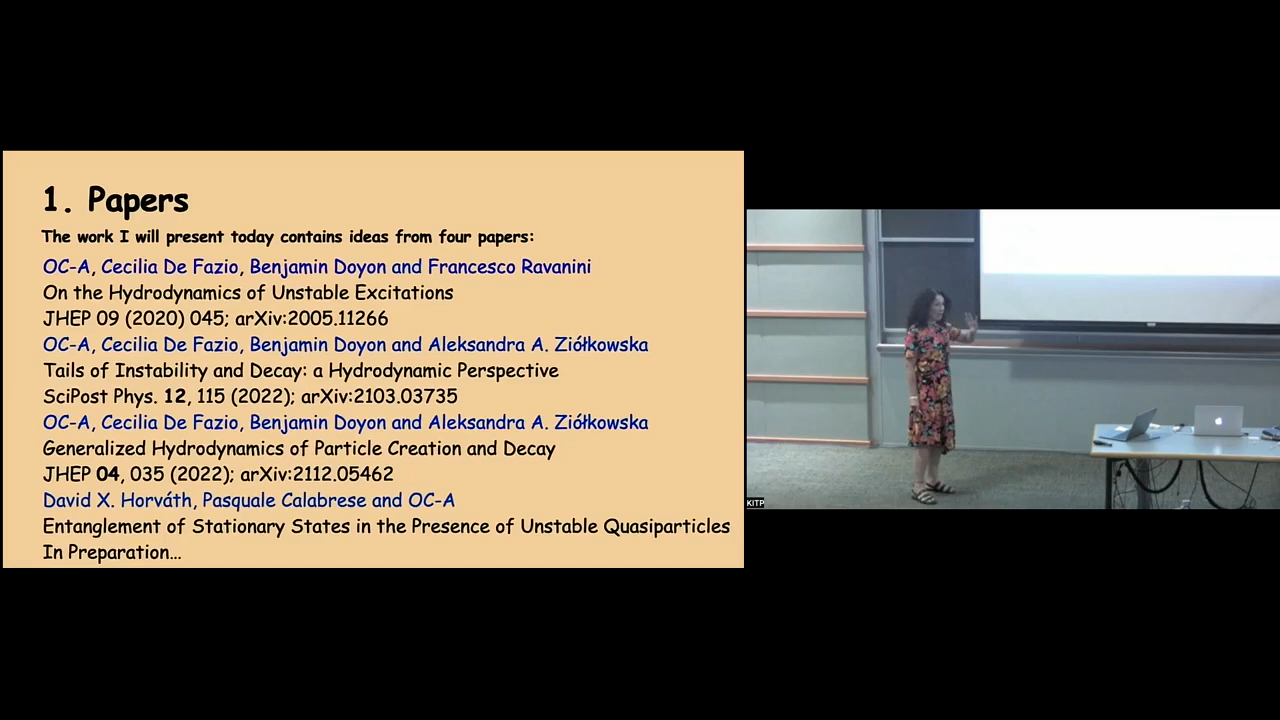 1. Papers
The work I will present today contains ideas from four papers:
OC-A, Cecilia De Fazio, Benjamin Doyon and Francesco Ravanini
On the Hydrodynamics of Unstable Excitations
JHEP 09 (2020) 045; arXiv:2005.11266
OC-A, Cecilia De Fazio, Benjamin Doyon and Aleksandra A. Ziółkowska
Tails of Instability and Decay: a Hydrodynamic Perspective
SciPost Phys. 12, 115 (2022); arXiv:2103.03735
OC-A, Cecilia De Fazio, Benjamin Doyon and Aleksandra A. Ziółkowska
Generalized Hydrodynamics of Particle Creation and Decay
JHEP 04, 035 (2022); arXiv:2112.05462
David X. Horváth, Pasquale Calabrese and OC-A
Entanglement of Stationary States in the Presence of Unstable Quasiparticles
In Preparation…
KITP